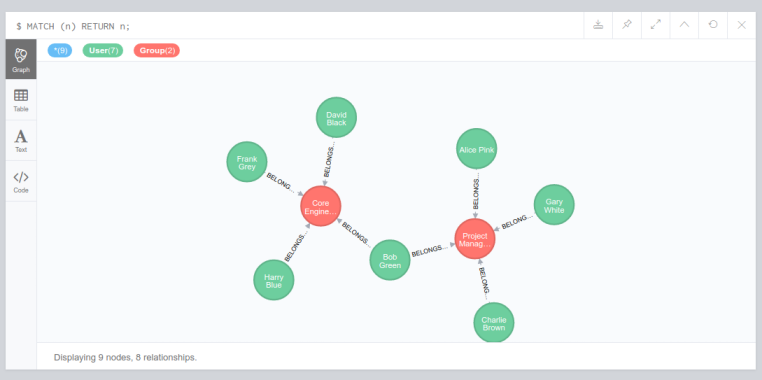 $ MATCH (n) RETURN n;
*(9) User(7) Group(2)
Graph
Table
Text
Code
David
Black
Frank
Grey
Alice Pink
Gary
White
Core
Engine...
Project
Manag...
Bob
Green
Harry
Blue
Charlie
Brown
BELONGS...
BELONG...
BELONGS...
BELONGS...
BELONGS...
BELONGS...
BELONG...
BELONG...
Displaying 9 nodes, 8 relationships.